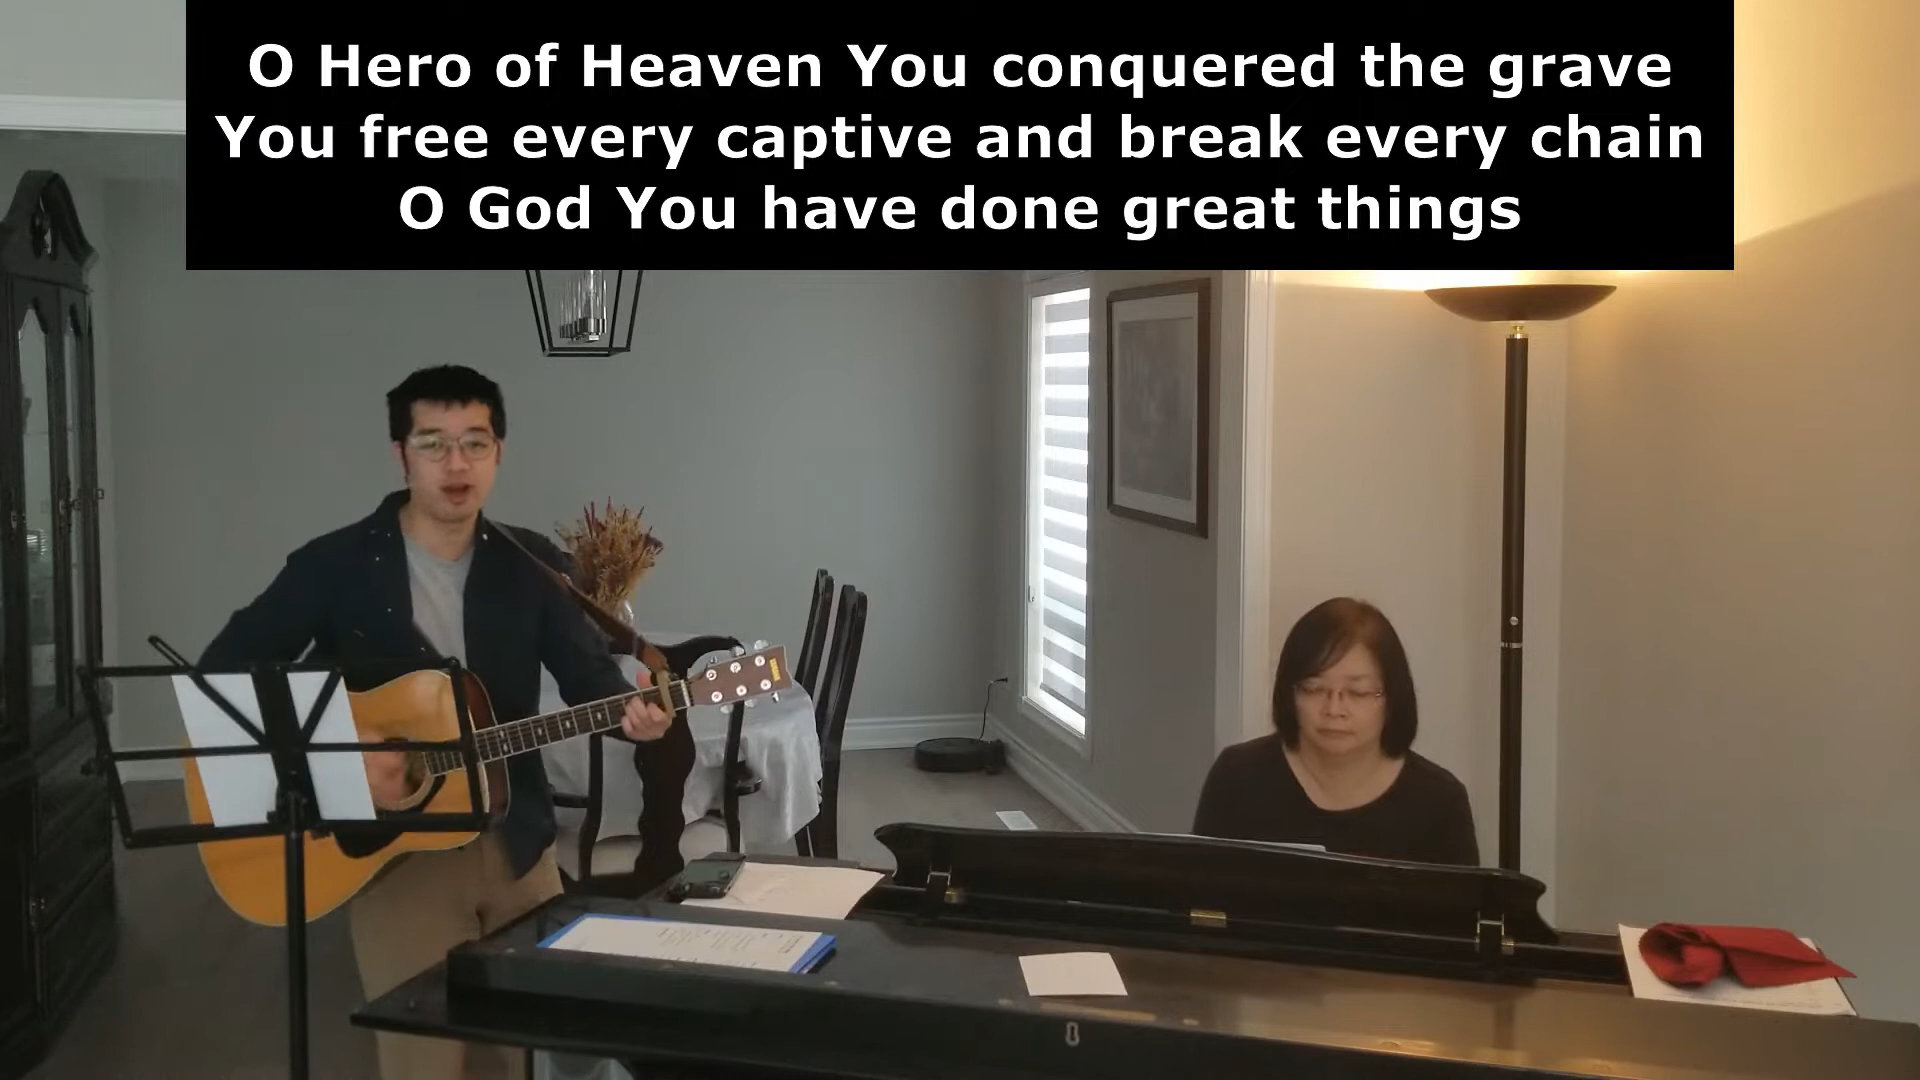 O Hero of Heaven You conquered the grave
You free every captive and break every chain
O God You have done great things